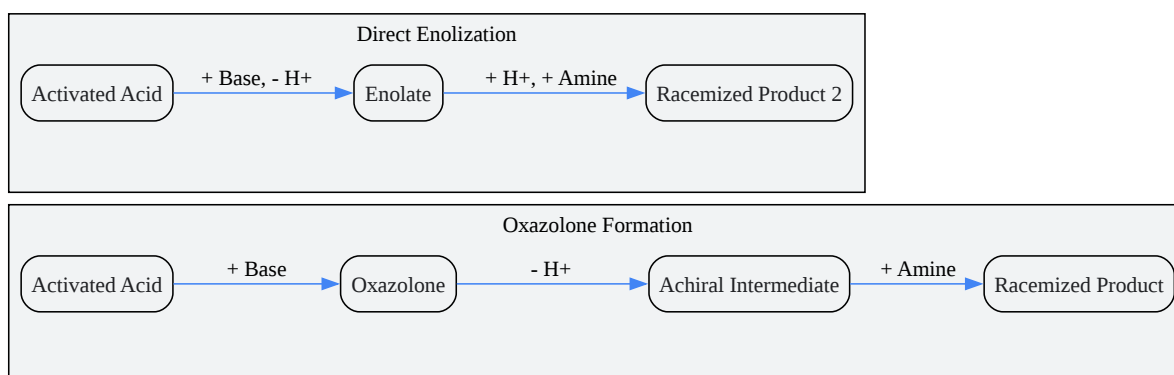 Direct Enolization
Activated Acid
+ Base, - H+
Enolate
+ H+, + Amine
Racemized Product 2
Oxazolone Formation
Activated Acid
+ Base
Oxazolone
- H+
Achiral Intermediate
+ Amine
Racemized Product